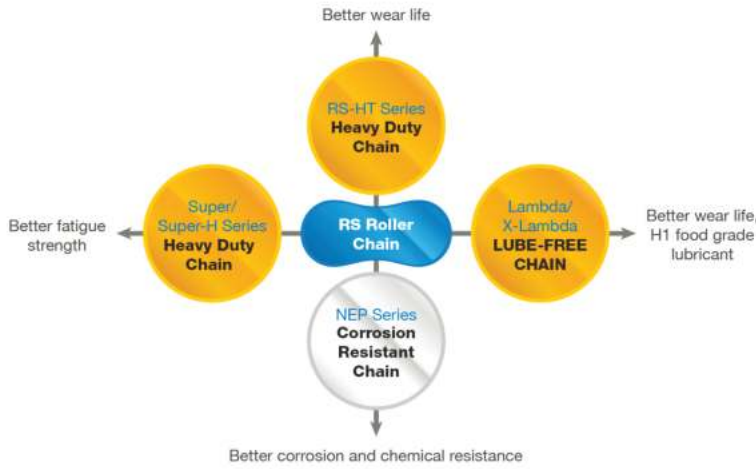 Better wear life
RS-HT Series
Heavy Duty
Chain
Better fatigue
strength
Super/
Super-H Series
Heavy Duty
Chain
RS Roller
Chain
Lambda/
X-Lambda
LUBE-FREE
CHAIN
Better wear life,
H1 food grade
lubricant
NEP Series
Corrosion
Resistant
Chain
Better corrosion and chemical resistance